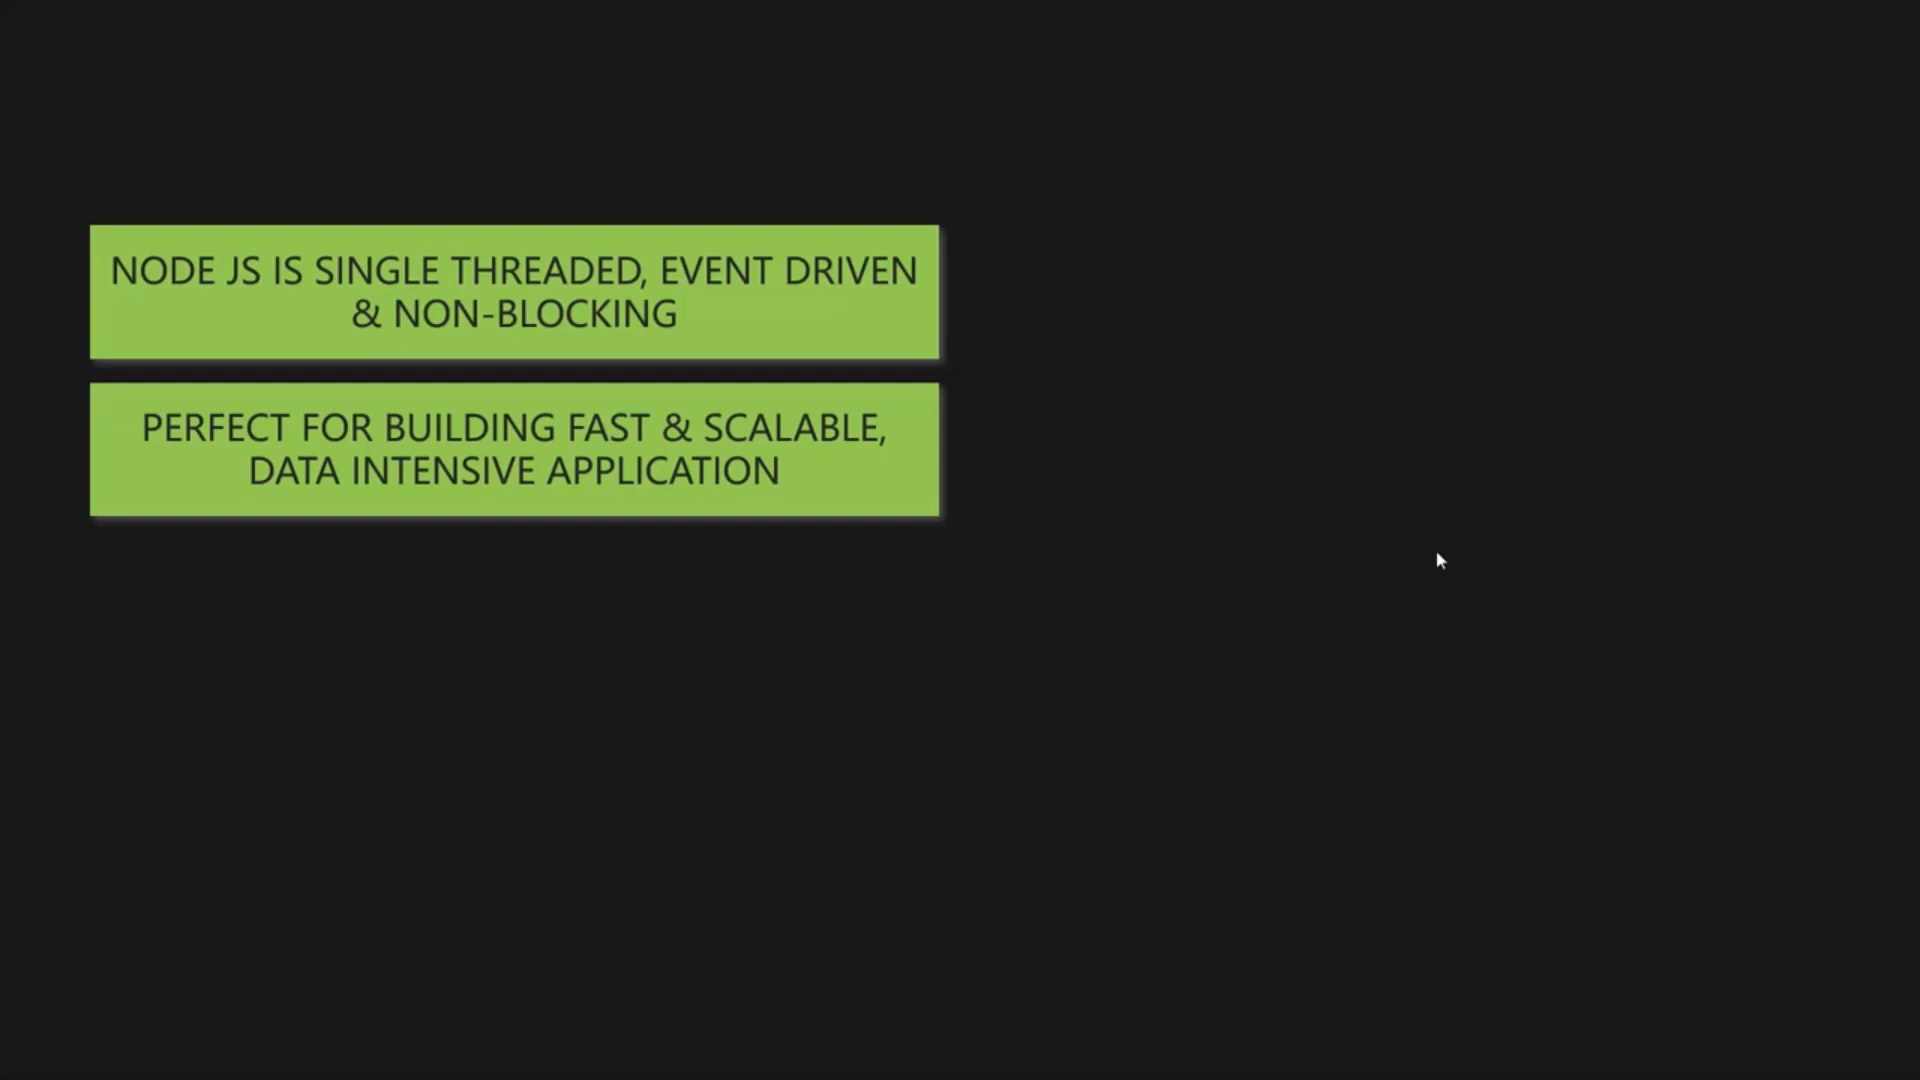 NODE JS IS SINGLE THREADED, EVENT DRIVEN
& NON-BLOCKING
PERFECT FOR BUILDING FAST & SCALABLE,
DATA INTENSIVE APPLICATION